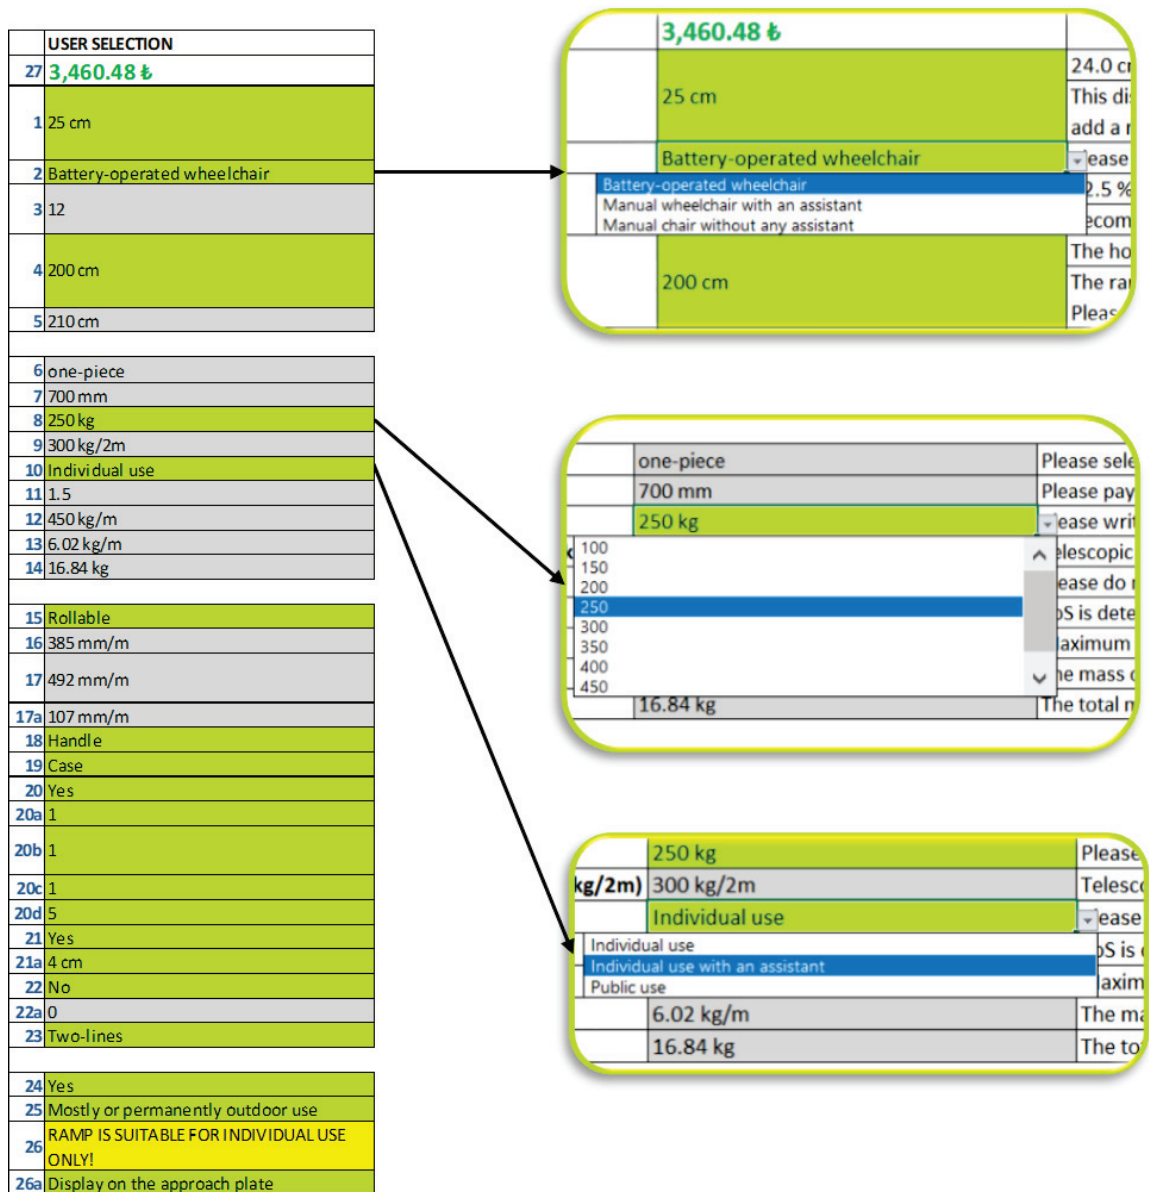 USER SELECTION
27 3,460.48 ₺
1 25 cm
2 Battery-operated wheelchair
3 12
4 200 cm
5 210 cm
6 one-piece
7 700 mm
8 250 kg
9 300 kg/2m
10 Individual use
11 1.5
12 450 kg/m
13 6.02 kg/m
14 16.84 kg
15 Rollable
16 385 mm/m
17 492 mm/m
17a 107 mm/m
18 Handle
19 Case
20 Yes
20a 1
20b 1
20c 1
20d 5
21 Yes
21a 4 cm
22 No
22a 0
23 Two-lines
24 Yes
25 Mostly or permanently outdoor use
26 RAMP IS SUITABLE FOR INDIVIDUAL USE
ONLY!
26a Display on the approach plate
3,460.48 ₺
24.0 c
25 cm
This di
add a r
Battery-operated wheelchair
ease
Battery-operated wheelchair
2.5 %
Manual wheelchair with an assistant
ecom
Manual chair without any assistant
The ho
200 cm
The ra
Pleas
one-piece
Please sele
700 mm
Please pay
250 kg
ease writ
100
elescopic
150
200
ease do
250
S is dete
300
350
aximum
400
he mass
450
16.84 kg
The total
250 kg
Please
kg/2m) 300 kg/2m
Telesc
Individual use
ease
Individual use
S is
Individual use with an assistant
Public use
axim
6.02 kg/m
The ma
16.84 kg
The to